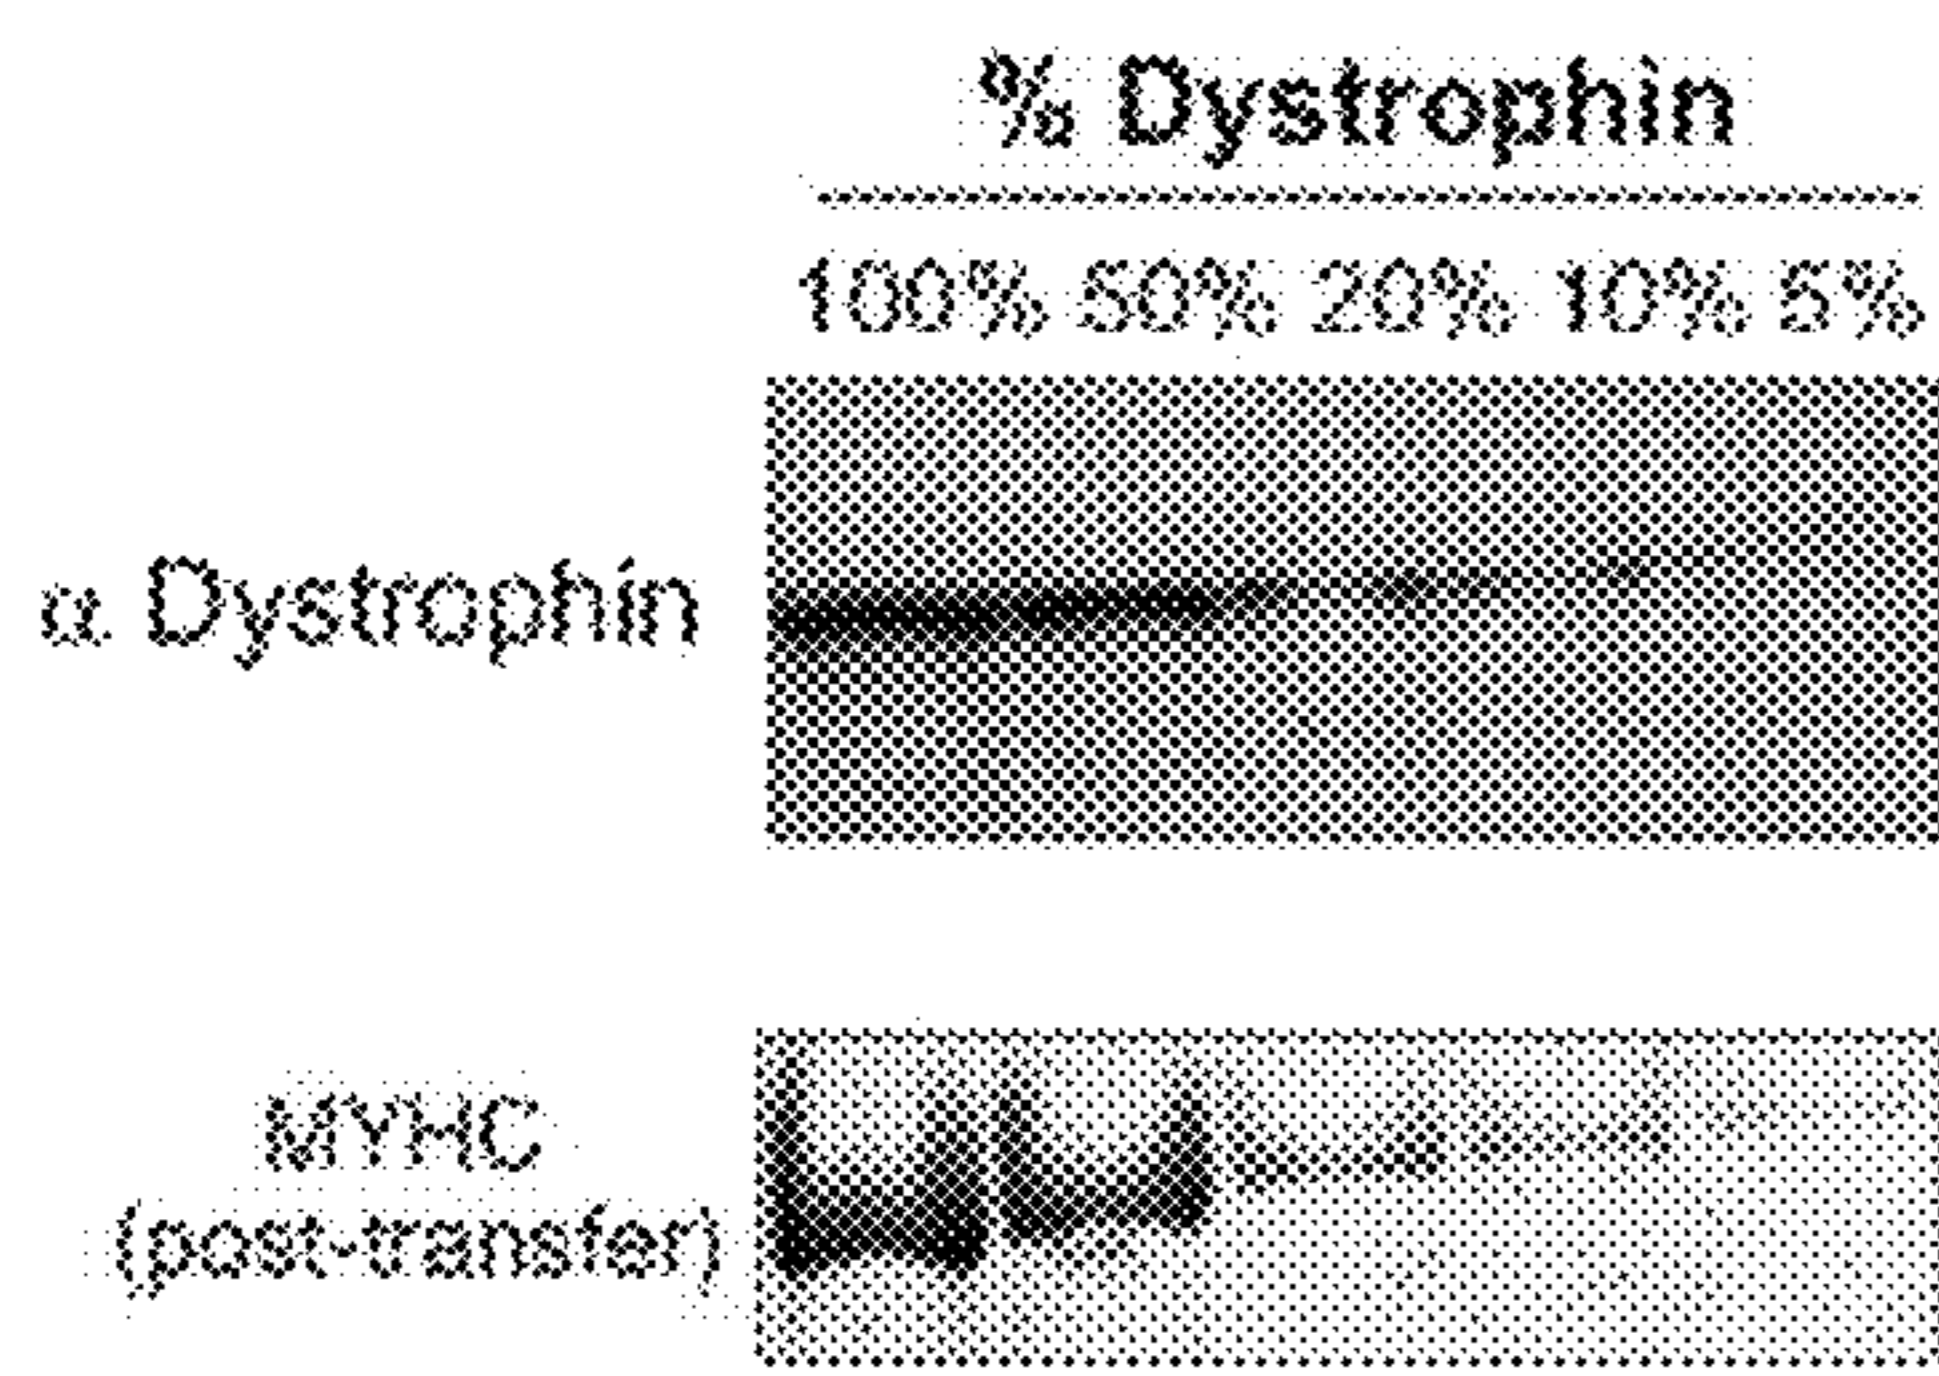 % Dystrophin
100% 50% 20% 10% 5%
α Dystrophin
MYHC
(post-transfer)